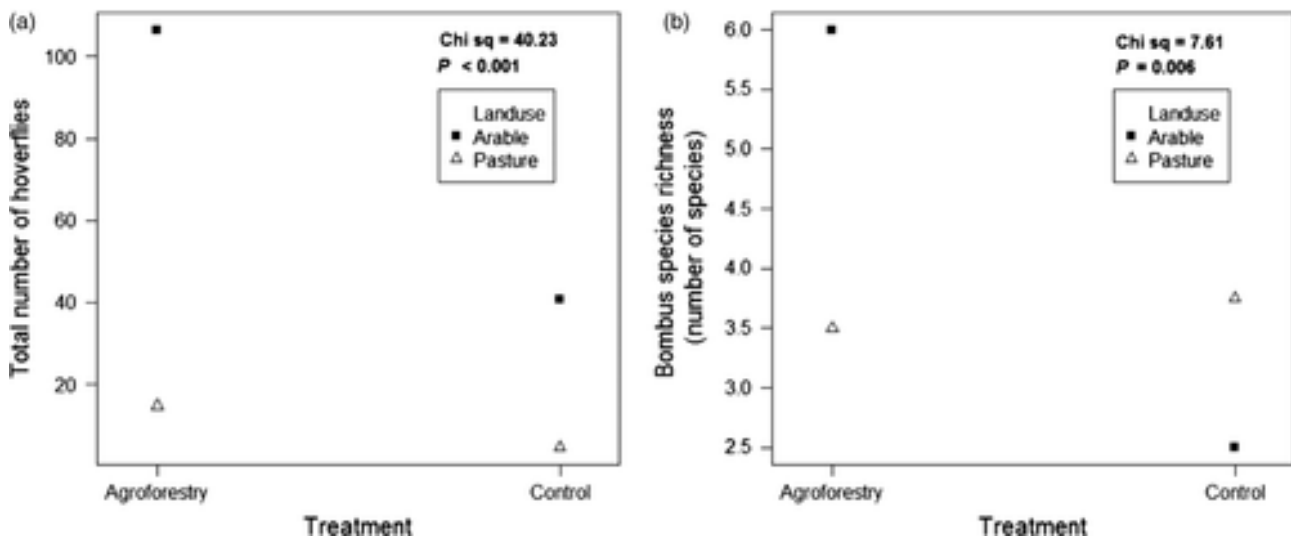 (a)
Total number of hoverflies
100
80
60
40
20
Chi sq = 40.23
P < 0.001
Landuse
Arable
Pasture
Agroforestry
Control
Treatment
(b)
Bombus species richness
(number of species)
6.0
5.5
5.0
4.5
4.0
3.5
3.0
2.5
Chi sq = 7.61
P = 0.006
Landuse
Arable
Pasture
Agroforestry
Control
Treatment